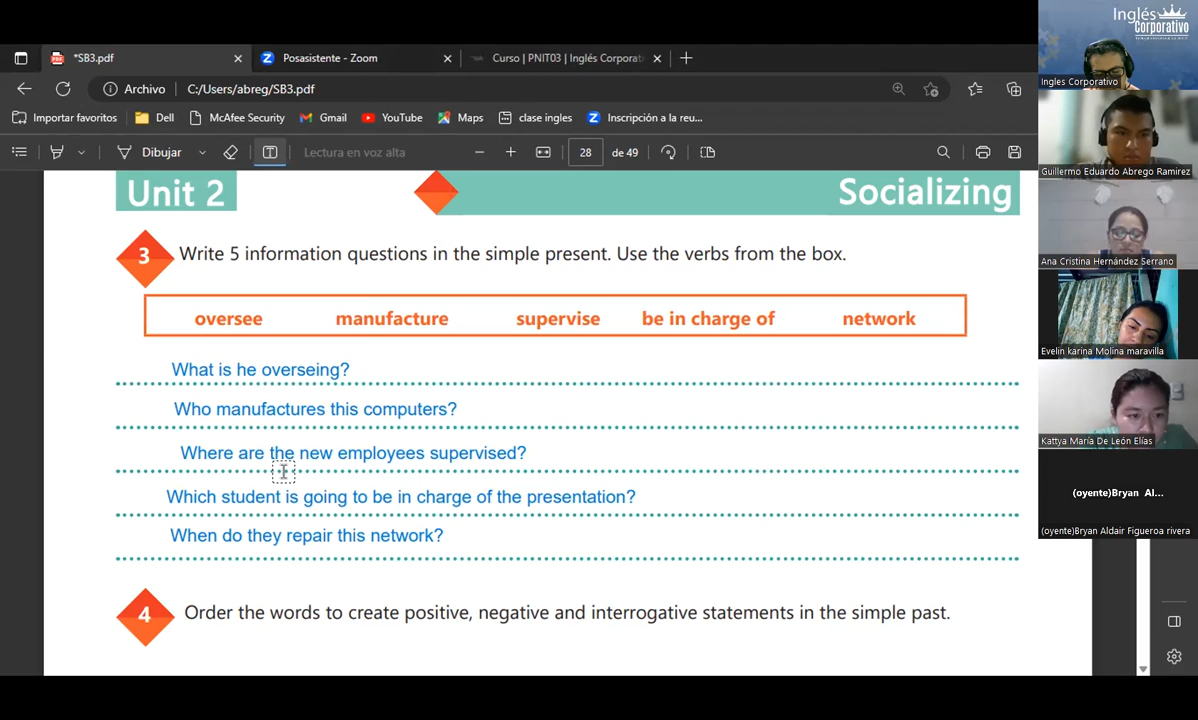 Inglés
Corporativo
*SB3.pdf
Posasistente - Zoom
Curso | PNIT03 | Inglés Corporat
Archivo
C:/Users/abreg/SB3.pdf
Importar favoritos
Dell
McAfee Security
Gmail
YouTube
Maps
clase ingles
Inscripción a la reu...
Dibujar
Lectura en voz alta
28
de 49
Unit 2
Socializing
3
Write 5 information questions in the simple present. Use the verbs from the box.
oversee manufacture supervise be in charge of network
What is he overseing?
Who manufactures this computers?
Where are the new employees supervised?
Which student is going to be in charge of the presentation?
When do they repair this network?
4
Order the words to create positive, negative and interrogative statements in the simple past.
Ingles Corporativo
Guillermo Eduardo Abrego Ramirez
Ana Cristina Hernández Serrano
Evelin karina Molina maravilla
Kattya María De León Elías
(oyente)Bryan Al...
(oyente)Bryan Aldair Figueroa rivera